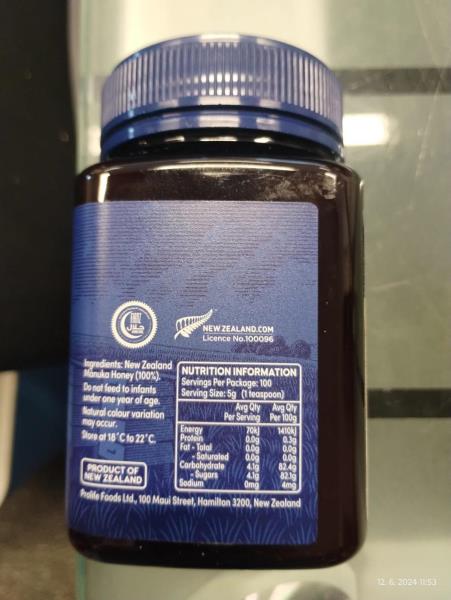 حلال
NEW ZEALAND.COM
Licence No.100096
Ingredients: New Zealand
Manuka Honey (100%).
Do not feed to infants
under one year of age.
Natural colour variation
may occur.
Store at 18°C to 22°C.
PRODUCT OF
NEW ZEALAND
NUTRITION INFORMATION
Servings Per Package: 100
Serving Size: 5g (1 teaspoon)
Avg Qty Avg Qty
Per Serving Per 100g
Energy 70kJ 1410kJ
Protein 0.0g 0.3g
Fat - Total 0.0g 0.0g
- Saturated 0.0g 0.0g
Carbohydrate 4.1g 82.4g
- Sugars 4.1g 82.1g
Sodium 0mg 4mg
Prolife Foods Ltd., 100 Maui Street, Hamilton 3200, New Zealand
12. 6. 2024 11:53